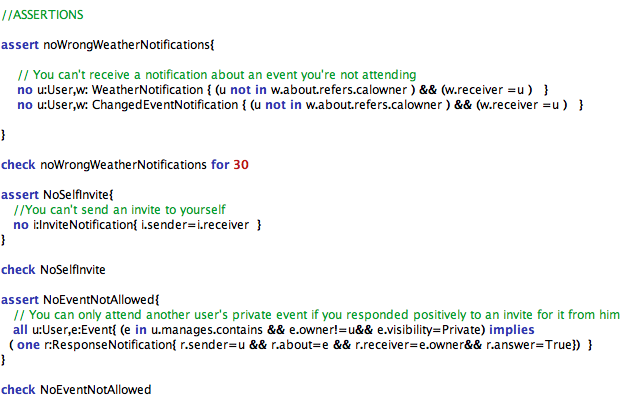 //ASSERTIONS
assert noWrongWeatherNotifications{
// You can't receive a notification about an event you're not attending
no u:User,w: WeatherNotification { (u not in w.about.refers.calowner ) && (w.receiver =u ) }
no u:User,w: ChangedEventNotification { (u not in w.about.refers.calowner ) && (w.receiver =u ) }
}
check noWrongWeatherNotifications for 30
assert NoSelfInvite{
//You can't send an invite to yourself
no i:InviteNotification{ i.sender=i.receiver }
}
check NoSelfInvite
assert NoEventNotAllowed{
// You can only attend another user's private event if you responded positively to an invite for it from him
all u:User,e:Event{ (e in u.manages.contains && e.owner!=u&& e.visibility=Private) implies
( one r:ResponseNotification{ r.sender=u && r.about=e && r.receiver=e.owner&& r.answer=True}) }
}
check NoEventNotAllowed